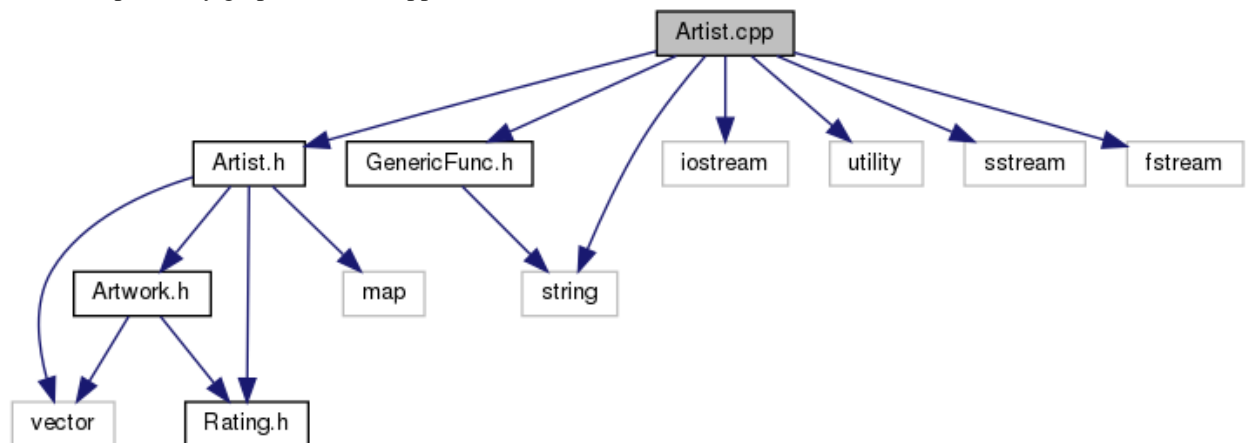 Artist.cpp
Artist.h
GenericFunc.h
iostream
utility
sstream
fstream
Artwork.h
map
string
vector
Rating.h